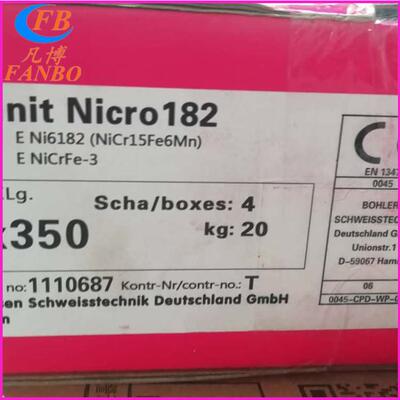 FB
凡博
FANBO
nit Nicro182
E Ni6182 (NiCr15Fe6Mn)
E NiCrFe-3
Lg.
Scha/boxes: 4
x350
kg: 20
no: 1110687 Kontr-Nr/contr-no.: T
sen Schweisstechnik Deutschland GmbH
m
C
EN 1347
0045
BOHLER
SCHWEISSTEC
Deutschland G
Unionstr.1
D-59067 Ham
06
0045-CPD-WP-0